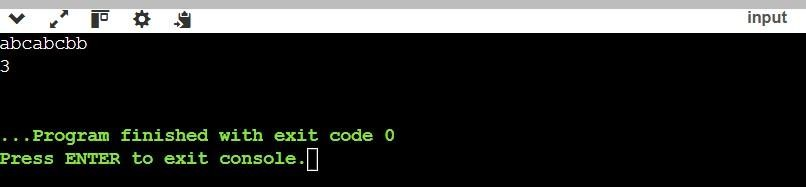 input
abcabcbb
3
...Program finished with exit code 0
Press ENTER to exit console.